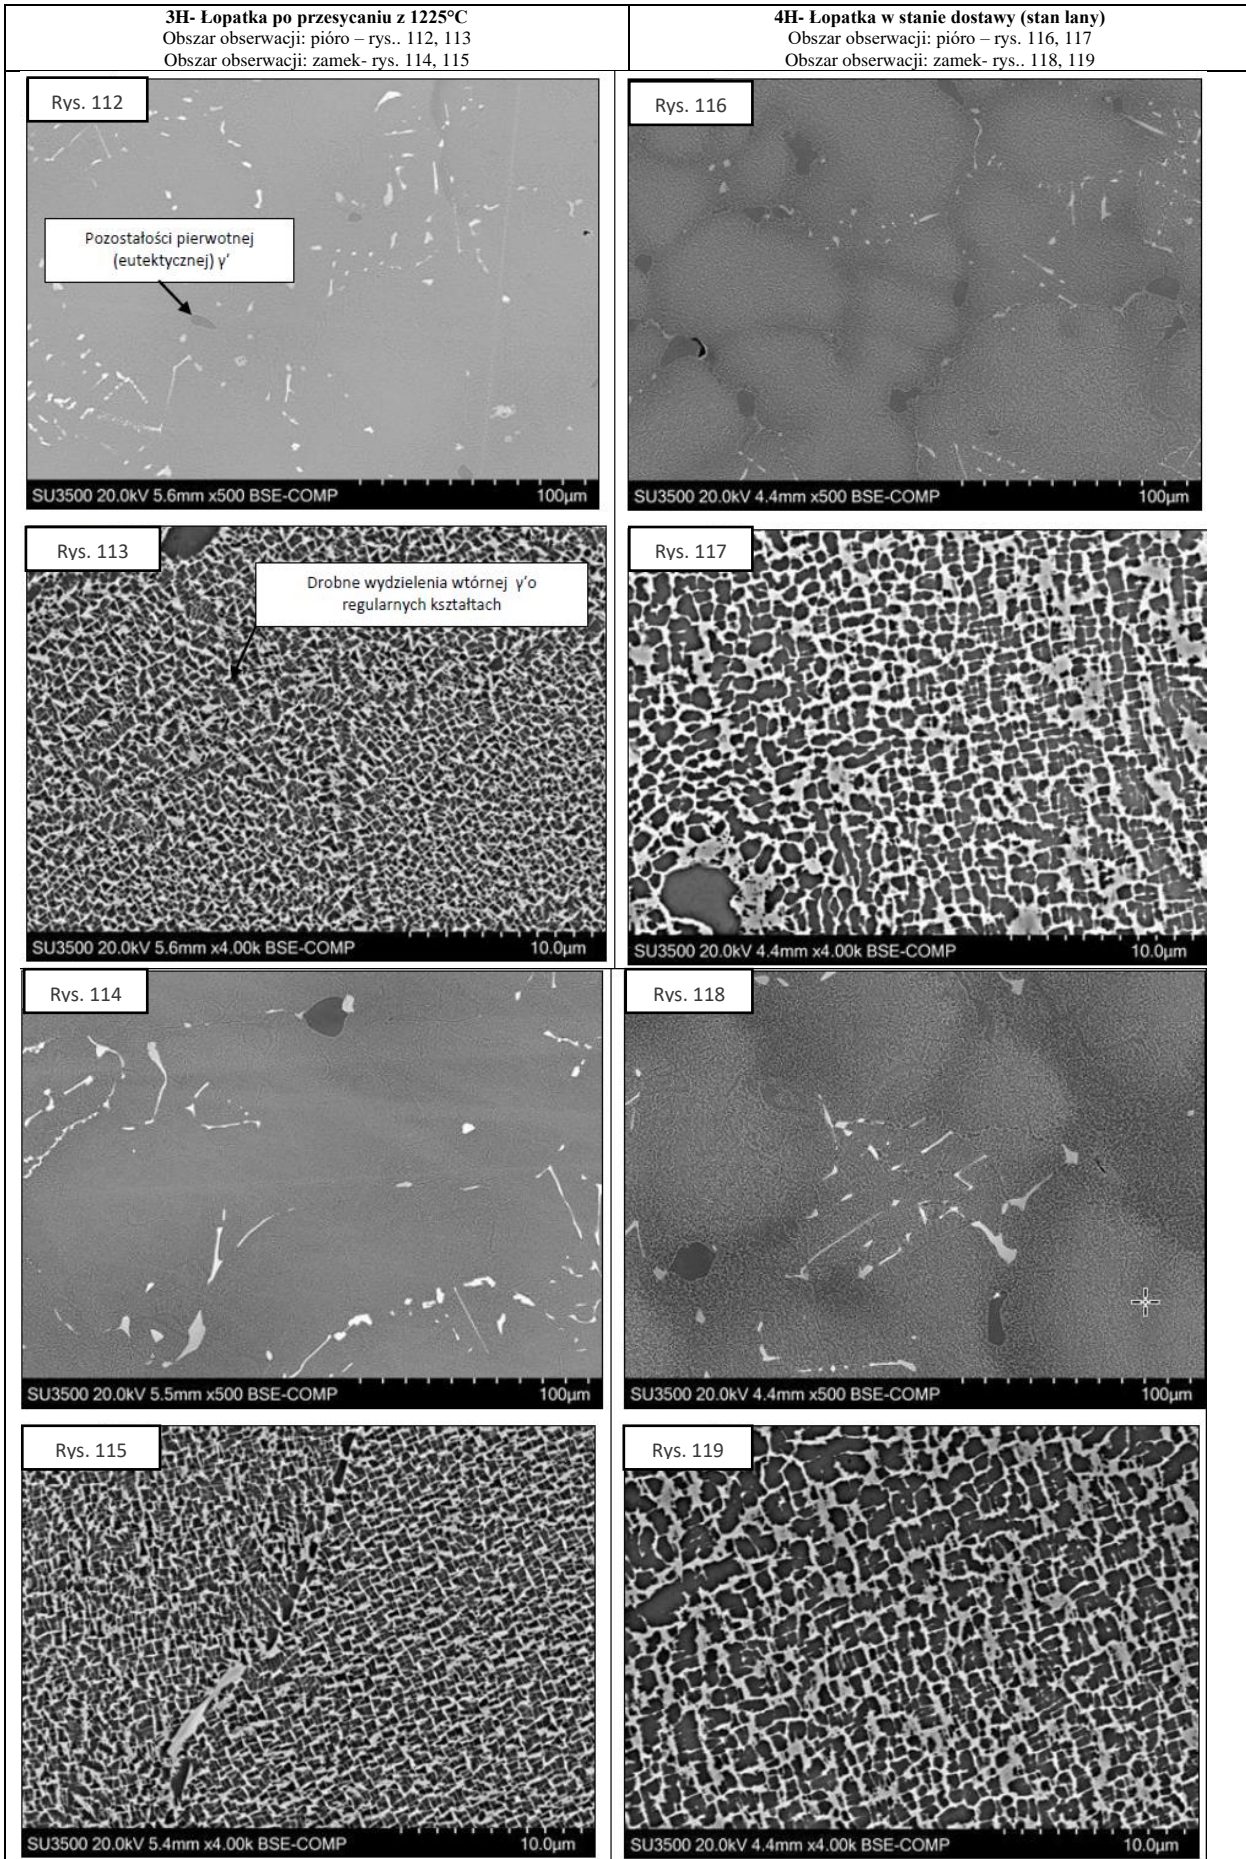 3H- Łopatka po przesycaniu z 1225°C
Obszar obserwacji: pióro – rys.. 112, 113
Obszar obserwacji: zamek- rys. 114, 115
4H- Łopatka w stanie dostawy (stan lany)
Obszar obserwacji: pióro – rys. 116, 117
Obszar obserwacji: zamek- rys.. 118, 119
Rys. 112
Pozostałości pierwotnej
(eutektycznej) γ'
SU3500 20.0kV 5.6mm x500 BSE-COMP 100µm
Rys. 116
SU3500 20.0kV 4.4mm x500 BSE-COMP 100µm
Rys. 113
Drobne wydzielenia wtórnej γ'o
regularnych kształtach
SU3500 20.0kV 5.6mm x4.00k BSE-COMP 10.0µm
Rys. 117
SU3500 20.0kV 4.4mm x4.00k BSE-COMP 10.0µm
Rys. 114
SU3500 20.0kV 5.5mm x500 BSE-COMP 100µm
Rys. 118
SU3500 20.0kV 4.4mm x500 BSE-COMP 100µm
Rys. 115
SU3500 20.0kV 5.4mm x4.00k BSE-COMP 10.0µm
Rys. 119
SU3500 20.0kV 4.4mm x4.00k BSE-COMP 10.0µm